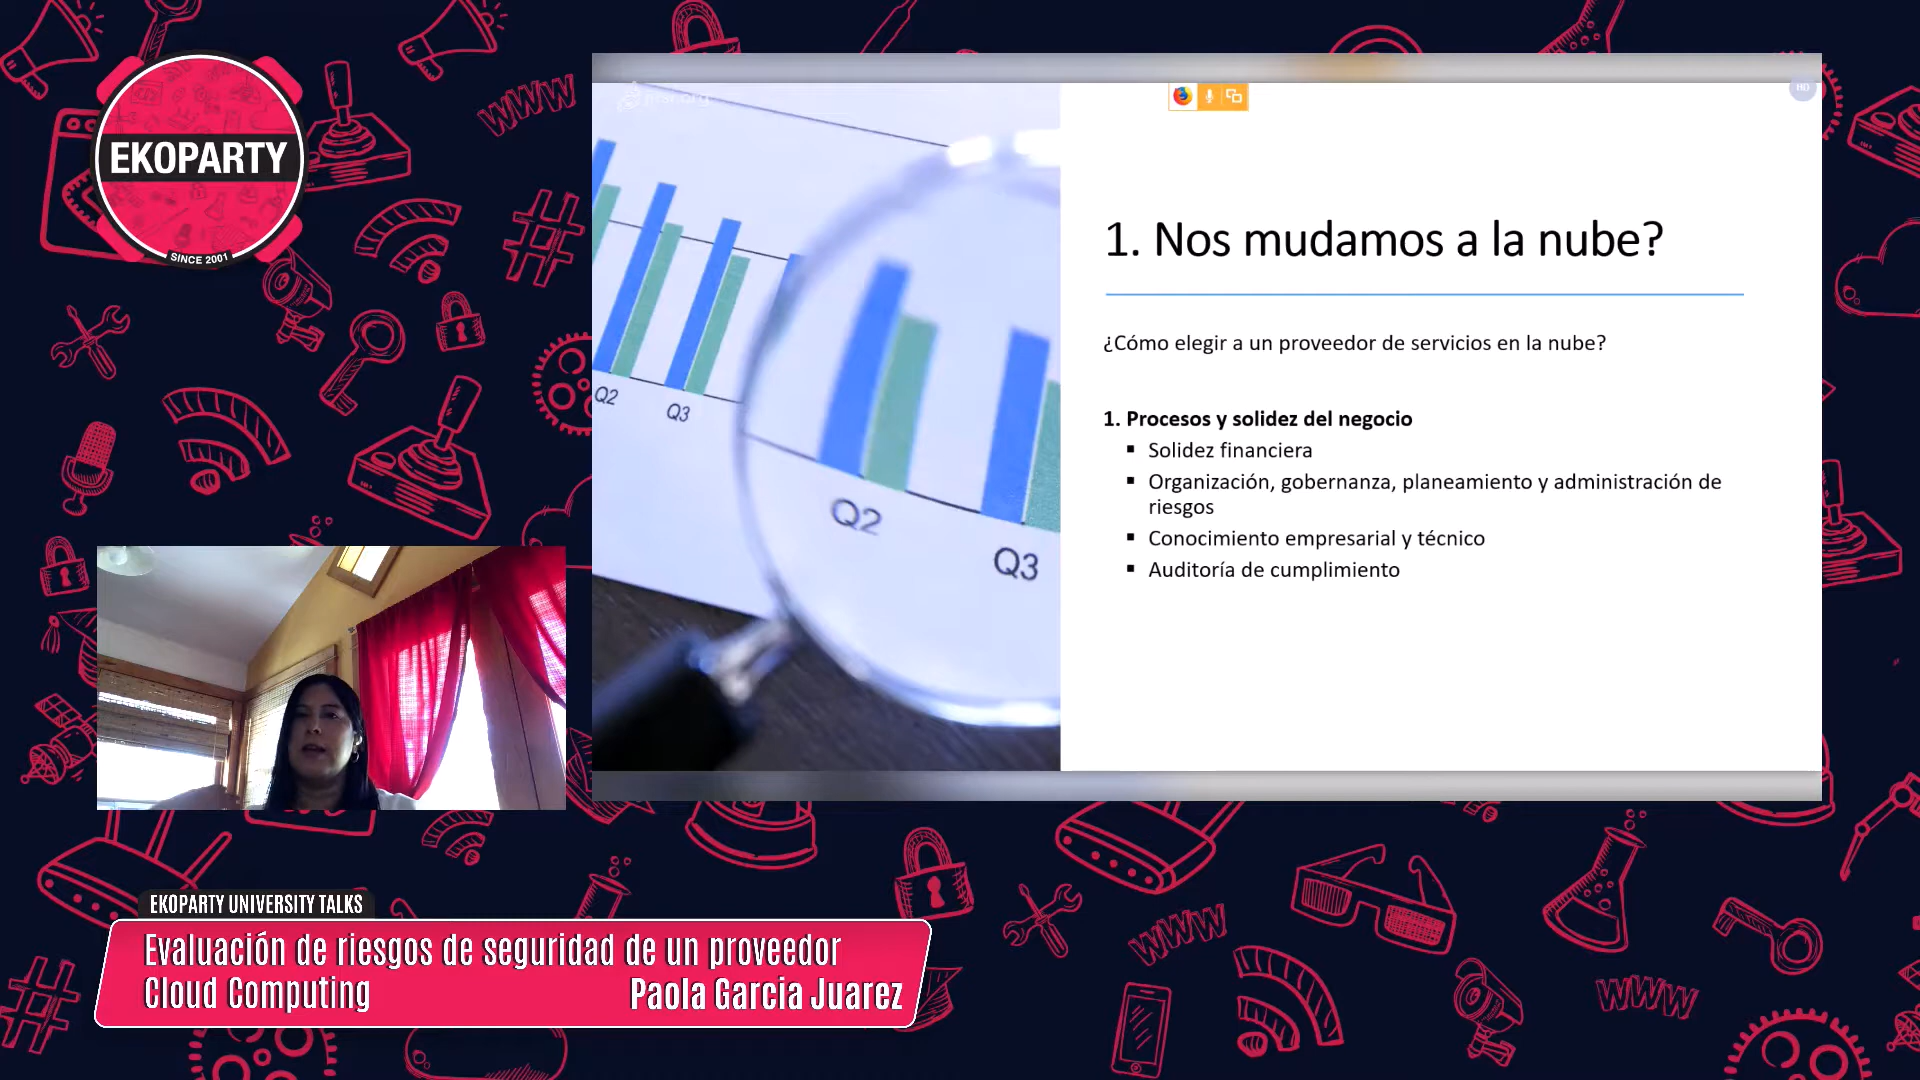 EKOPARTY
SINCE 2001
jitsi.org
HD
Q2
Q3
Q2
Q3
1. Nos mudamos a la nube?
¿Cómo elegir a un proveedor de servicios en la nube?
1. Procesos y solidez del negocio
▪ Solidez financiera
▪ Organización, gobernanza, planeamiento y administración de
riesgos
▪ Conocimiento empresarial y técnico
▪ Auditoría de cumplimiento
EKOPARTY UNIVERSITY TALKS
Evaluación de riesgos de seguridad de un proveedor
Cloud Computing
Paola Garcia Juarez
WWW
WWW
WWW